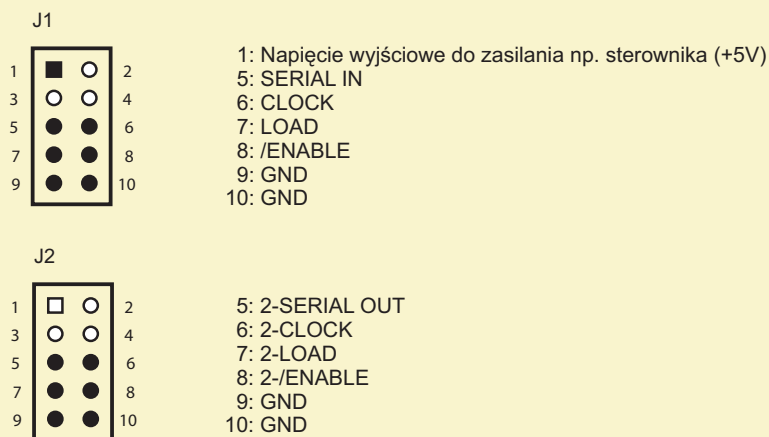 J1
1 2
3 4
5 6
7 8
9 10
1: Napięcie wyjściowe do zasilania np. sterownika (+5V)
5: SERIAL IN
6: CLOCK
7: LOAD
8: /ENABLE
9: GND
10: GND
J2
1 2
3 4
5 6
7 8
9 10
5: 2-SERIAL OUT
6: 2-CLOCK
7: 2-LOAD
8: 2-/ENABLE
9: GND
10: GND